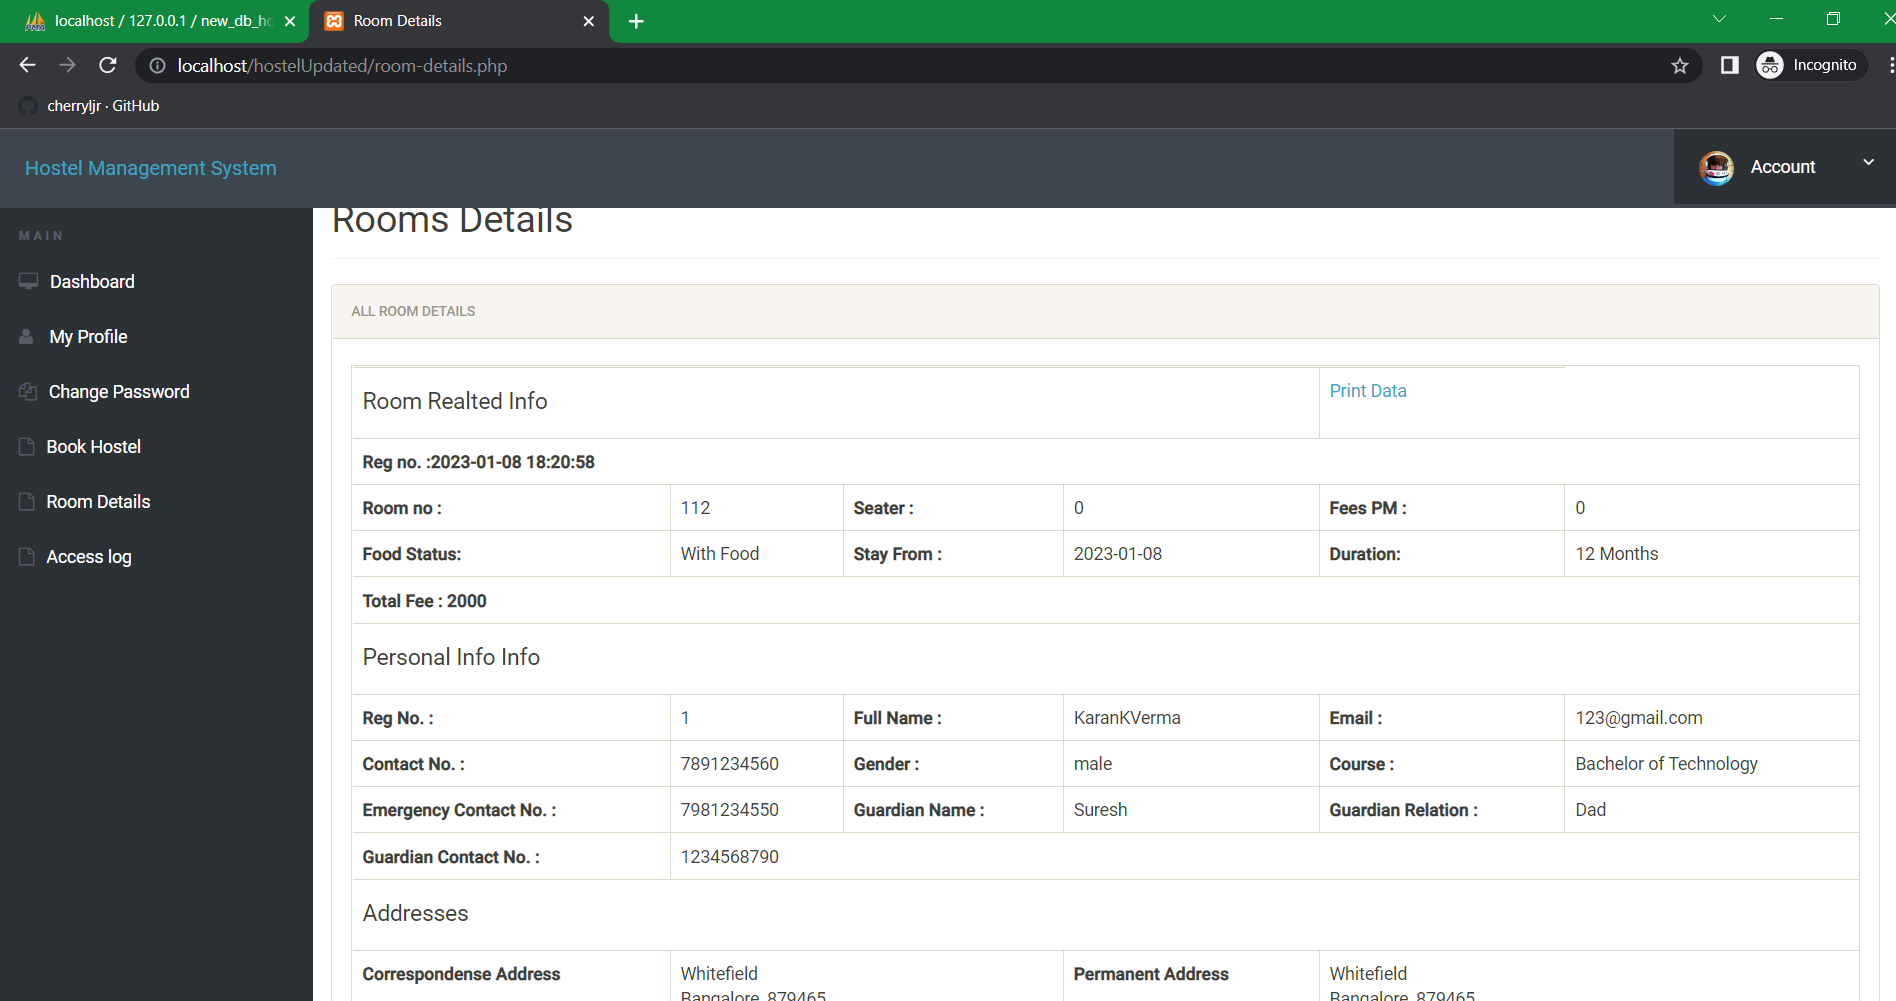 localhost / 127.0.0.1 / new_db_ho
Room Details
localhost/hostelUpdated/room-details.php
Incognito
cherryljr · GitHub
Hostel Management System
Account
MAIN
Dashboard
My Profile
Change Password
Book Hostel
Room Details
Access log
Rooms Details
ALL ROOM DETAILS
Room Realted Info
Print Data
Reg no. :2023-01-08 18:20:58
Room no : 112 Seater : 0 Fees PM : 0
Food Status: With Food Stay From : 2023-01-08 Duration: 12 Months
Total Fee : 2000
Personal Info Info
Reg No. : 1 Full Name : KaranKVerma Email : 123@gmail.com
Contact No. : 7891234560 Gender : male Course : Bachelor of Technology
Emergency Contact No. : 7981234550 Guardian Name : Suresh Guardian Relation : Dad
Guardian Contact No. : 1234568790
Addresses
Correspondense Address Whitefield Permanent Address Whitefield
Bangalore, 879465 Bangalore, 879465